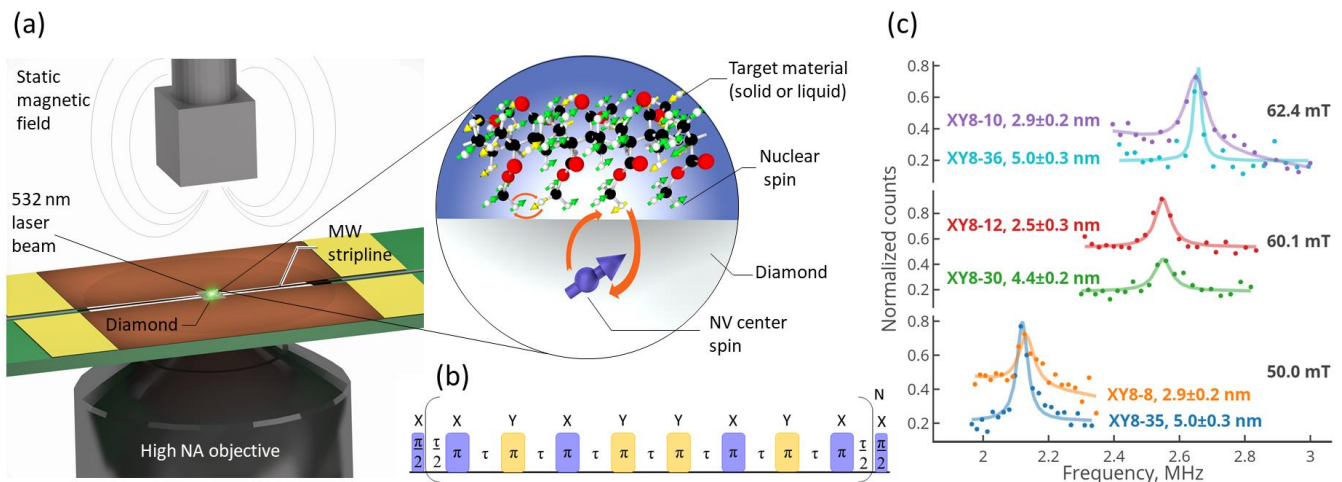 (a)
Static
magnetic
field
532 nm
laser
beam
MW
stripline
Diamond
High NA objective
Target material
(solid or liquid)
Nuclear
spin
Diamond
NV center
spin
(b)
N
X X Y X Y Y X Y X X
π/2 τ/2 π τ π τ π τ π τ π τ π τ π τ π τ/2 π/2
(c)
Normalized counts
0.8
0.6
0.4
0.2
XY8-10, 2.9±0.2 nm
XY8-36, 5.0±0.3 nm
62.4 mT
0.8
0.6
0.4
0.2
XY8-12, 2.5±0.3 nm
XY8-30, 4.4±0.2 nm
60.1 mT
0.8
0.6
0.4
0.2
50.0 mT
XY8-8, 2.9±0.2 nm
XY8-35, 5.0±0.3 nm
2 2.2 2.4 2.6 2.8 3
Frequency, MHz